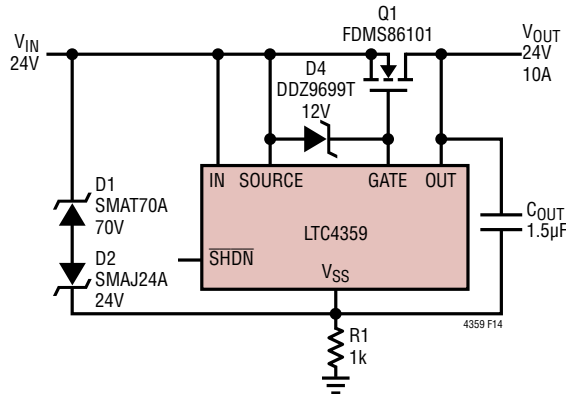 Q1
FDMS86101
VIN
24V
VOUT
24V
10A
D4
DDZ9699T
12V
IN SOURCE GATE OUT
D1
SMAT70A
70V
LTC4359
COUT
1.5µF
SHDN
D2
SMAJ24A
24V
VSS
4359 F14
R1
1k